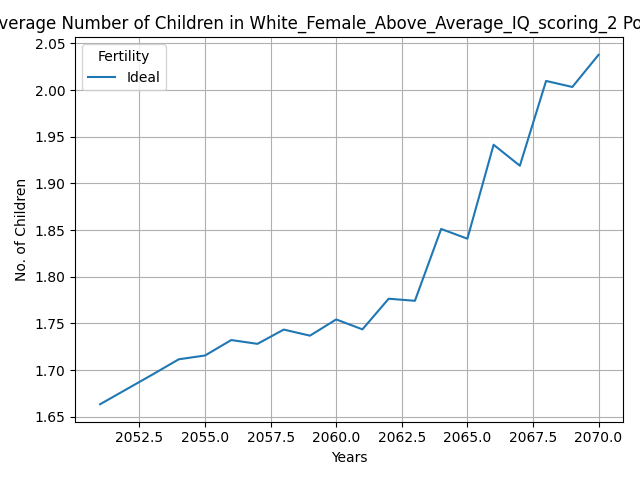 verage Number of Children in White_Female_Above_Average_IQ_scoring_2 Po
Fertility
Ideal
No. of Children
2.05
2.00
1.95
1.90
1.85
1.80
1.75
1.70
1.65
2052.5 2055.0 2057.5 2060.0 2062.5 2065.0 2067.5 2070.0
Years